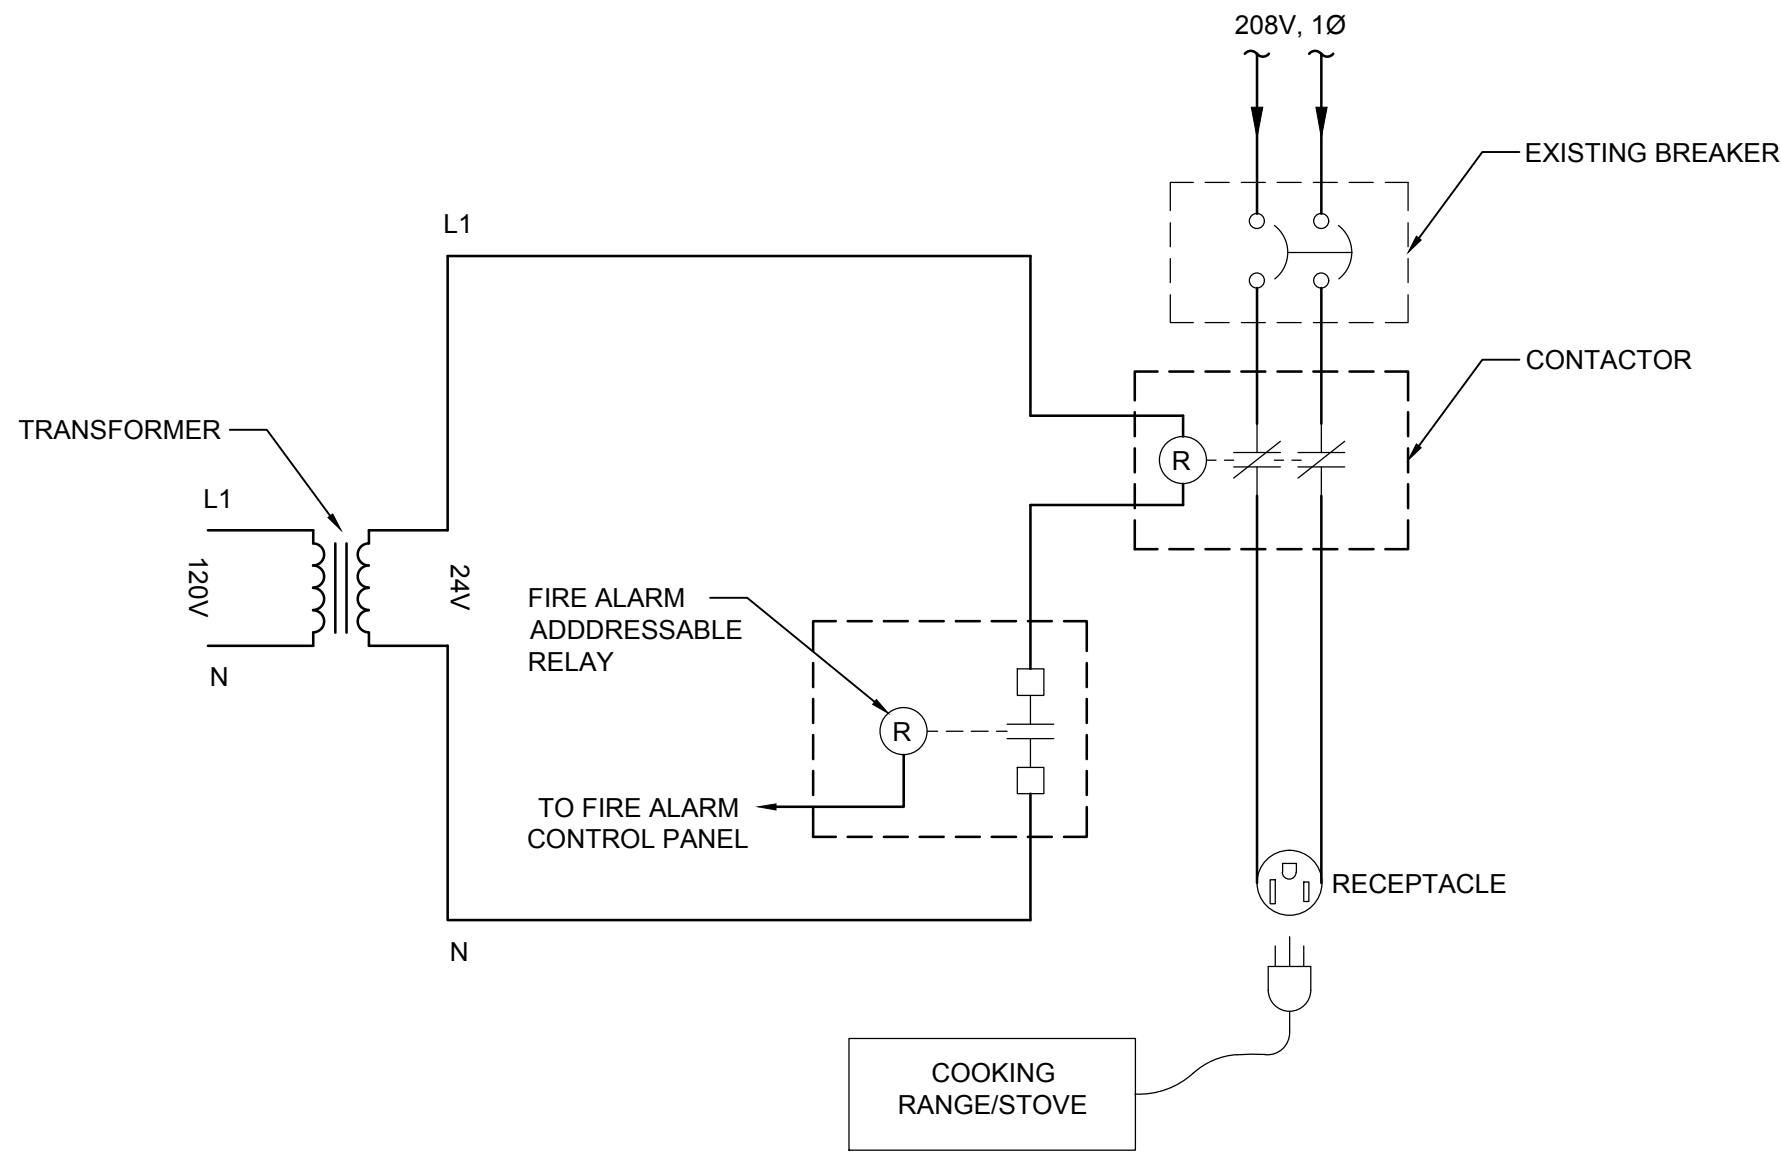 208V, 1Ø
EXISTING BREAKER
L1
CONTACTOR
TRANSFORMER
R
L1
120V
24V
FIRE ALARM
ADDDRESSABLE
RELAY
N
R
TO FIRE ALARM
CONTROL PANEL
RECEPTACLE
N
COOKING
RANGE/STOVE